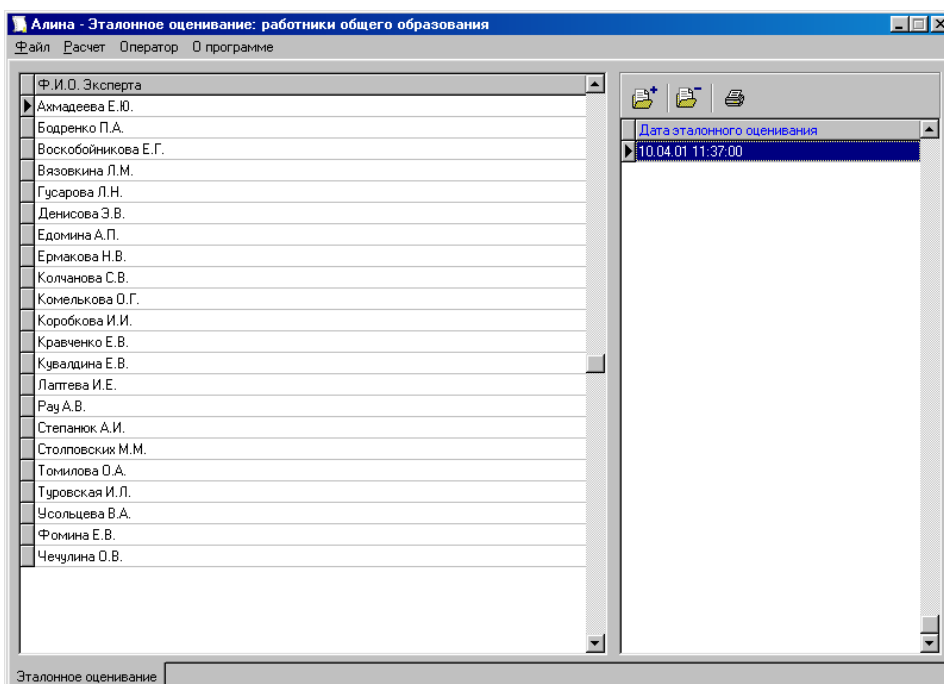 Алина - Эталонное оценивание: работники общего образования
Файл Расчет Оператор О программе
Ф.И.О. Эксперта
Ахмадеева Е.Ю.
Бодренко П.А.
Воскобойникова Е.Г.
Вязовкина Л.М.
Гусарова Л.Н.
Денисова Э.В.
Едомина А.П.
Ермакова Н.В.
Колчанова С.В.
Комелькова О.Г.
Коробкова И.И.
Кравченко Е.В.
Кувалдина Е.В.
Лаптева И.Е.
Рау А.В.
Степанюк А.И.
Столповских М.М.
Томилова О.А.
Туровская И.Л.
Усольцева В.А.
Фомина Е.В.
Чечулина О.В.
Дата эталонного оценивания
10.04.01 11:37:00
Эталонное оценивание